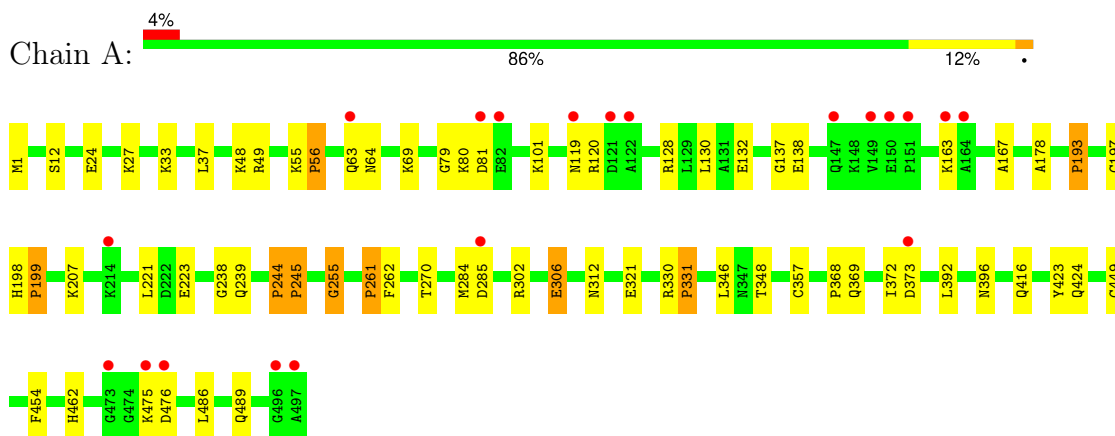 4%
Chain A:
86% 12% •
M1 S12 E24 K27 K33 L37 K48 R49 K55 P56 Q63 N64 K69 G79 K80 D81 E82 K101 N119 R120 D121 A122 R128 L129 L130 A131 E132 G137 E138 Q147 K148 V149 E150 P151 K163 A164 A167 A178 P193 G197
H198 P199 K207 K214 L221 D222 E223 G238 Q239 P244 P245 G255 P261 F262 T270 M284 D285 R302 E306 N312 E321 R330 P331 L346 N347 T348 C357 P368 Q369 I372 D373 L392 N396 Q416 Y423 Q424
F454 H462 G473 G474 K475 D476 L486 Q489 G496 A497